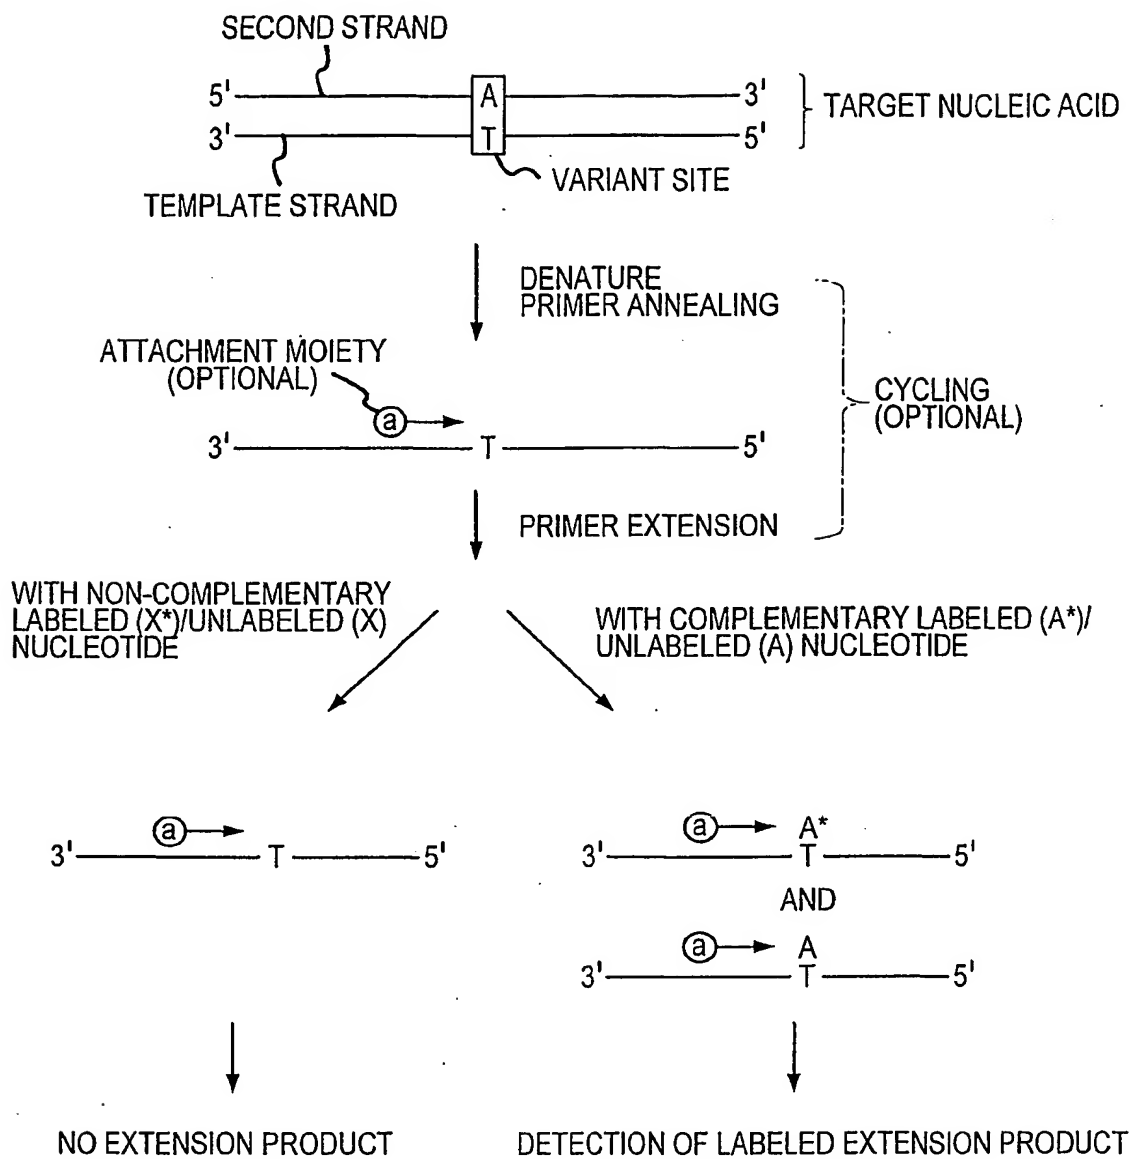 SECOND STRAND
5' A 3'
TARGET NUCLEIC ACID
3' T 5'
VARIANT SITE
TEMPLATE STRAND
DENATURE
PRIMER ANNEALING
ATTACHMENT MOIETY
(OPTIONAL)
CYCLING
(OPTIONAL)
a
3' T 5'
PRIMER EXTENSION
WITH NON-COMPLEMENTARY
LABELED (X*)/UNLABELED (X)
NUCLEOTIDE
WITH COMPLEMENTARY LABELED (A*)/
UNLABELED (A) NUCLEOTIDE
a
3' T 5'
a A*
3' T 5'
AND
a A
3' T 5'
NO EXTENSION PRODUCT
DETECTION OF LABELED EXTENSION PRODUCT